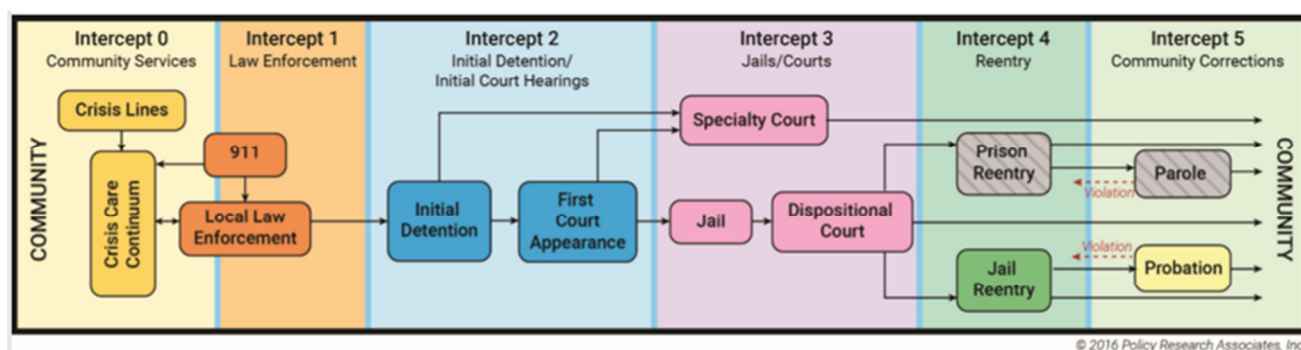 Intercept 0
Community Services
Intercept 1
Law Enforcement
Intercept 2
Initial Detention/
Initial Court Hearings
Intercept 3
Jails/Courts
Intercept 4
Reentry
Intercept 5
Community Corrections
COMMUNITY
Crisis Lines
Crisis Care
Continuum
911
Local Law
Enforcement
Initial
Detention
First
Court
Appearance
Specialty Court
Jail
Dispositional
Court
Prison
Reentry
Parole
Violation
Violation
Jail
Reentry
Probation
COMMUNITY
© 2016 Policy Research Associates, Inc